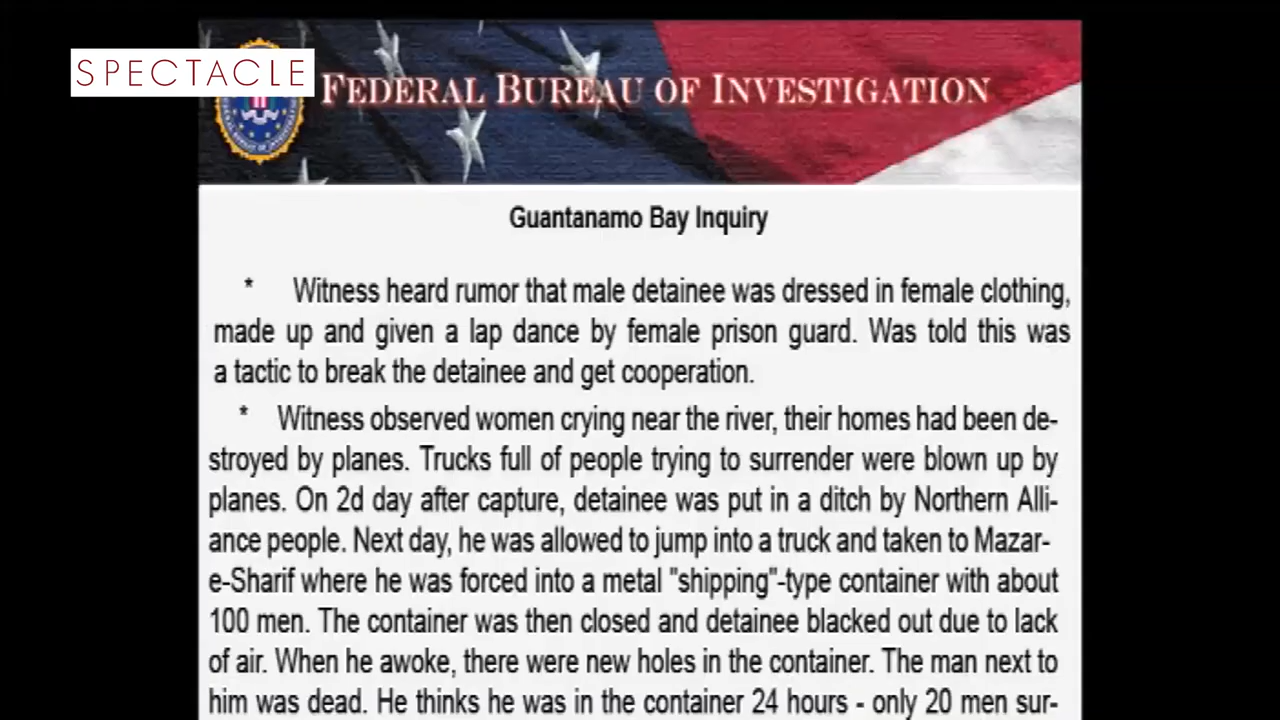 SPECTACLE
FEDERAL BUREAU OF INVESTIGATION
Guantanamo Bay Inquiry
* Witness heard rumor that male detainee was dressed in female clothing,
made up and given a lap dance by female prison guard. Was told this was
a tactic to break the detainee and get cooperation.
* Witness observed women crying near the river, their homes had been de-
stroyed by planes. Trucks full of people trying to surrender were blown up by
planes. On 2d day after capture, detainee was put in a ditch by Northern Alli-
ance people. Next day, he was allowed to jump into a truck and taken to Mazar-
e-Sharif where he was forced into a metal "shipping"-type container with about
100 men. The container was then closed and detainee blacked out due to lack
of air. When he awoke, there were new holes in the container. The man next to
him was dead. He thinks he was in the container 24 hours - only 20 men sur-